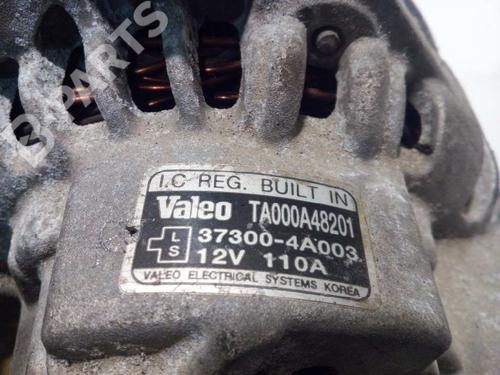 B-PARTS
I.C REG. BUILT IN
Valeo TA000A48201
L
S
37300-4A003
12V 110A
VALEO ELECTRICAL SYSTEMS KOREA